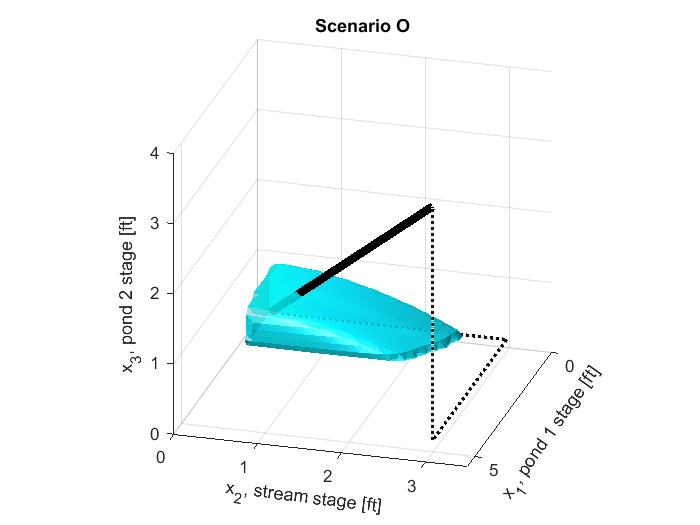 Scenario O
4
3
2
1
0
x3, pond 2 stage [ft]
0
1
2
3
x2, stream stage [ft]
0
5
x1, pond 1 stage [ft]